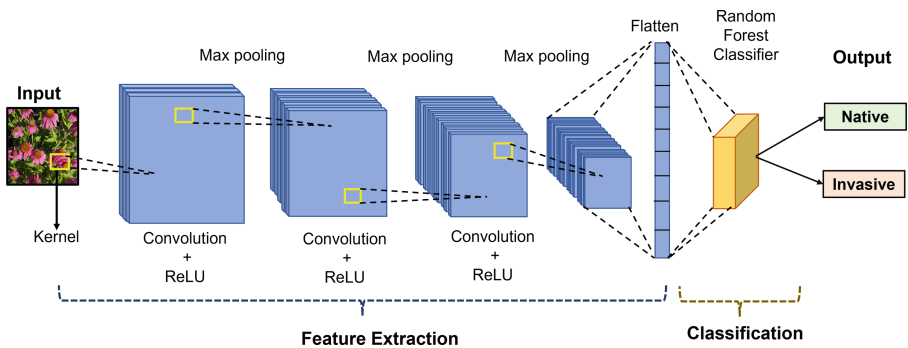 Input
Kernel
Max pooling
Convolution
+
ReLU
Max pooling
Convolution
+
ReLU
Max pooling
Convolution
+
ReLU
Flatten
Random
Forest
Classifier
Output
Native
Invasive
Feature Extraction
Classification